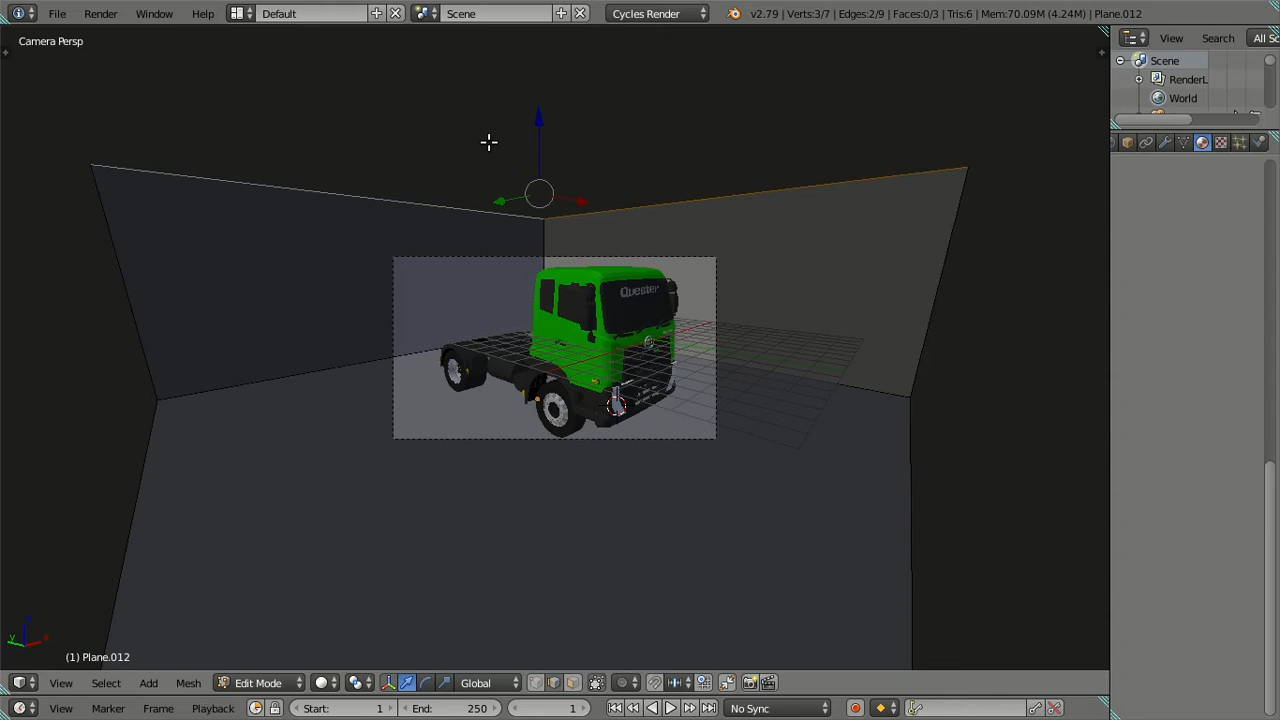 File Render Window Help Default Scene Cycles Render v2.79 | Verts:3/7 | Edges:2/9 | Faces:0/3 | Tris:6 | Mem:70.09M (4.24M) | Plane.012
Camera Persp
View Search All Sc
Scene
RenderL
World
Quester
(1) Plane.012
View Select Add Mesh Edit Mode Global
View Marker Frame Playback Start: 1 End: 250 1 No Sync